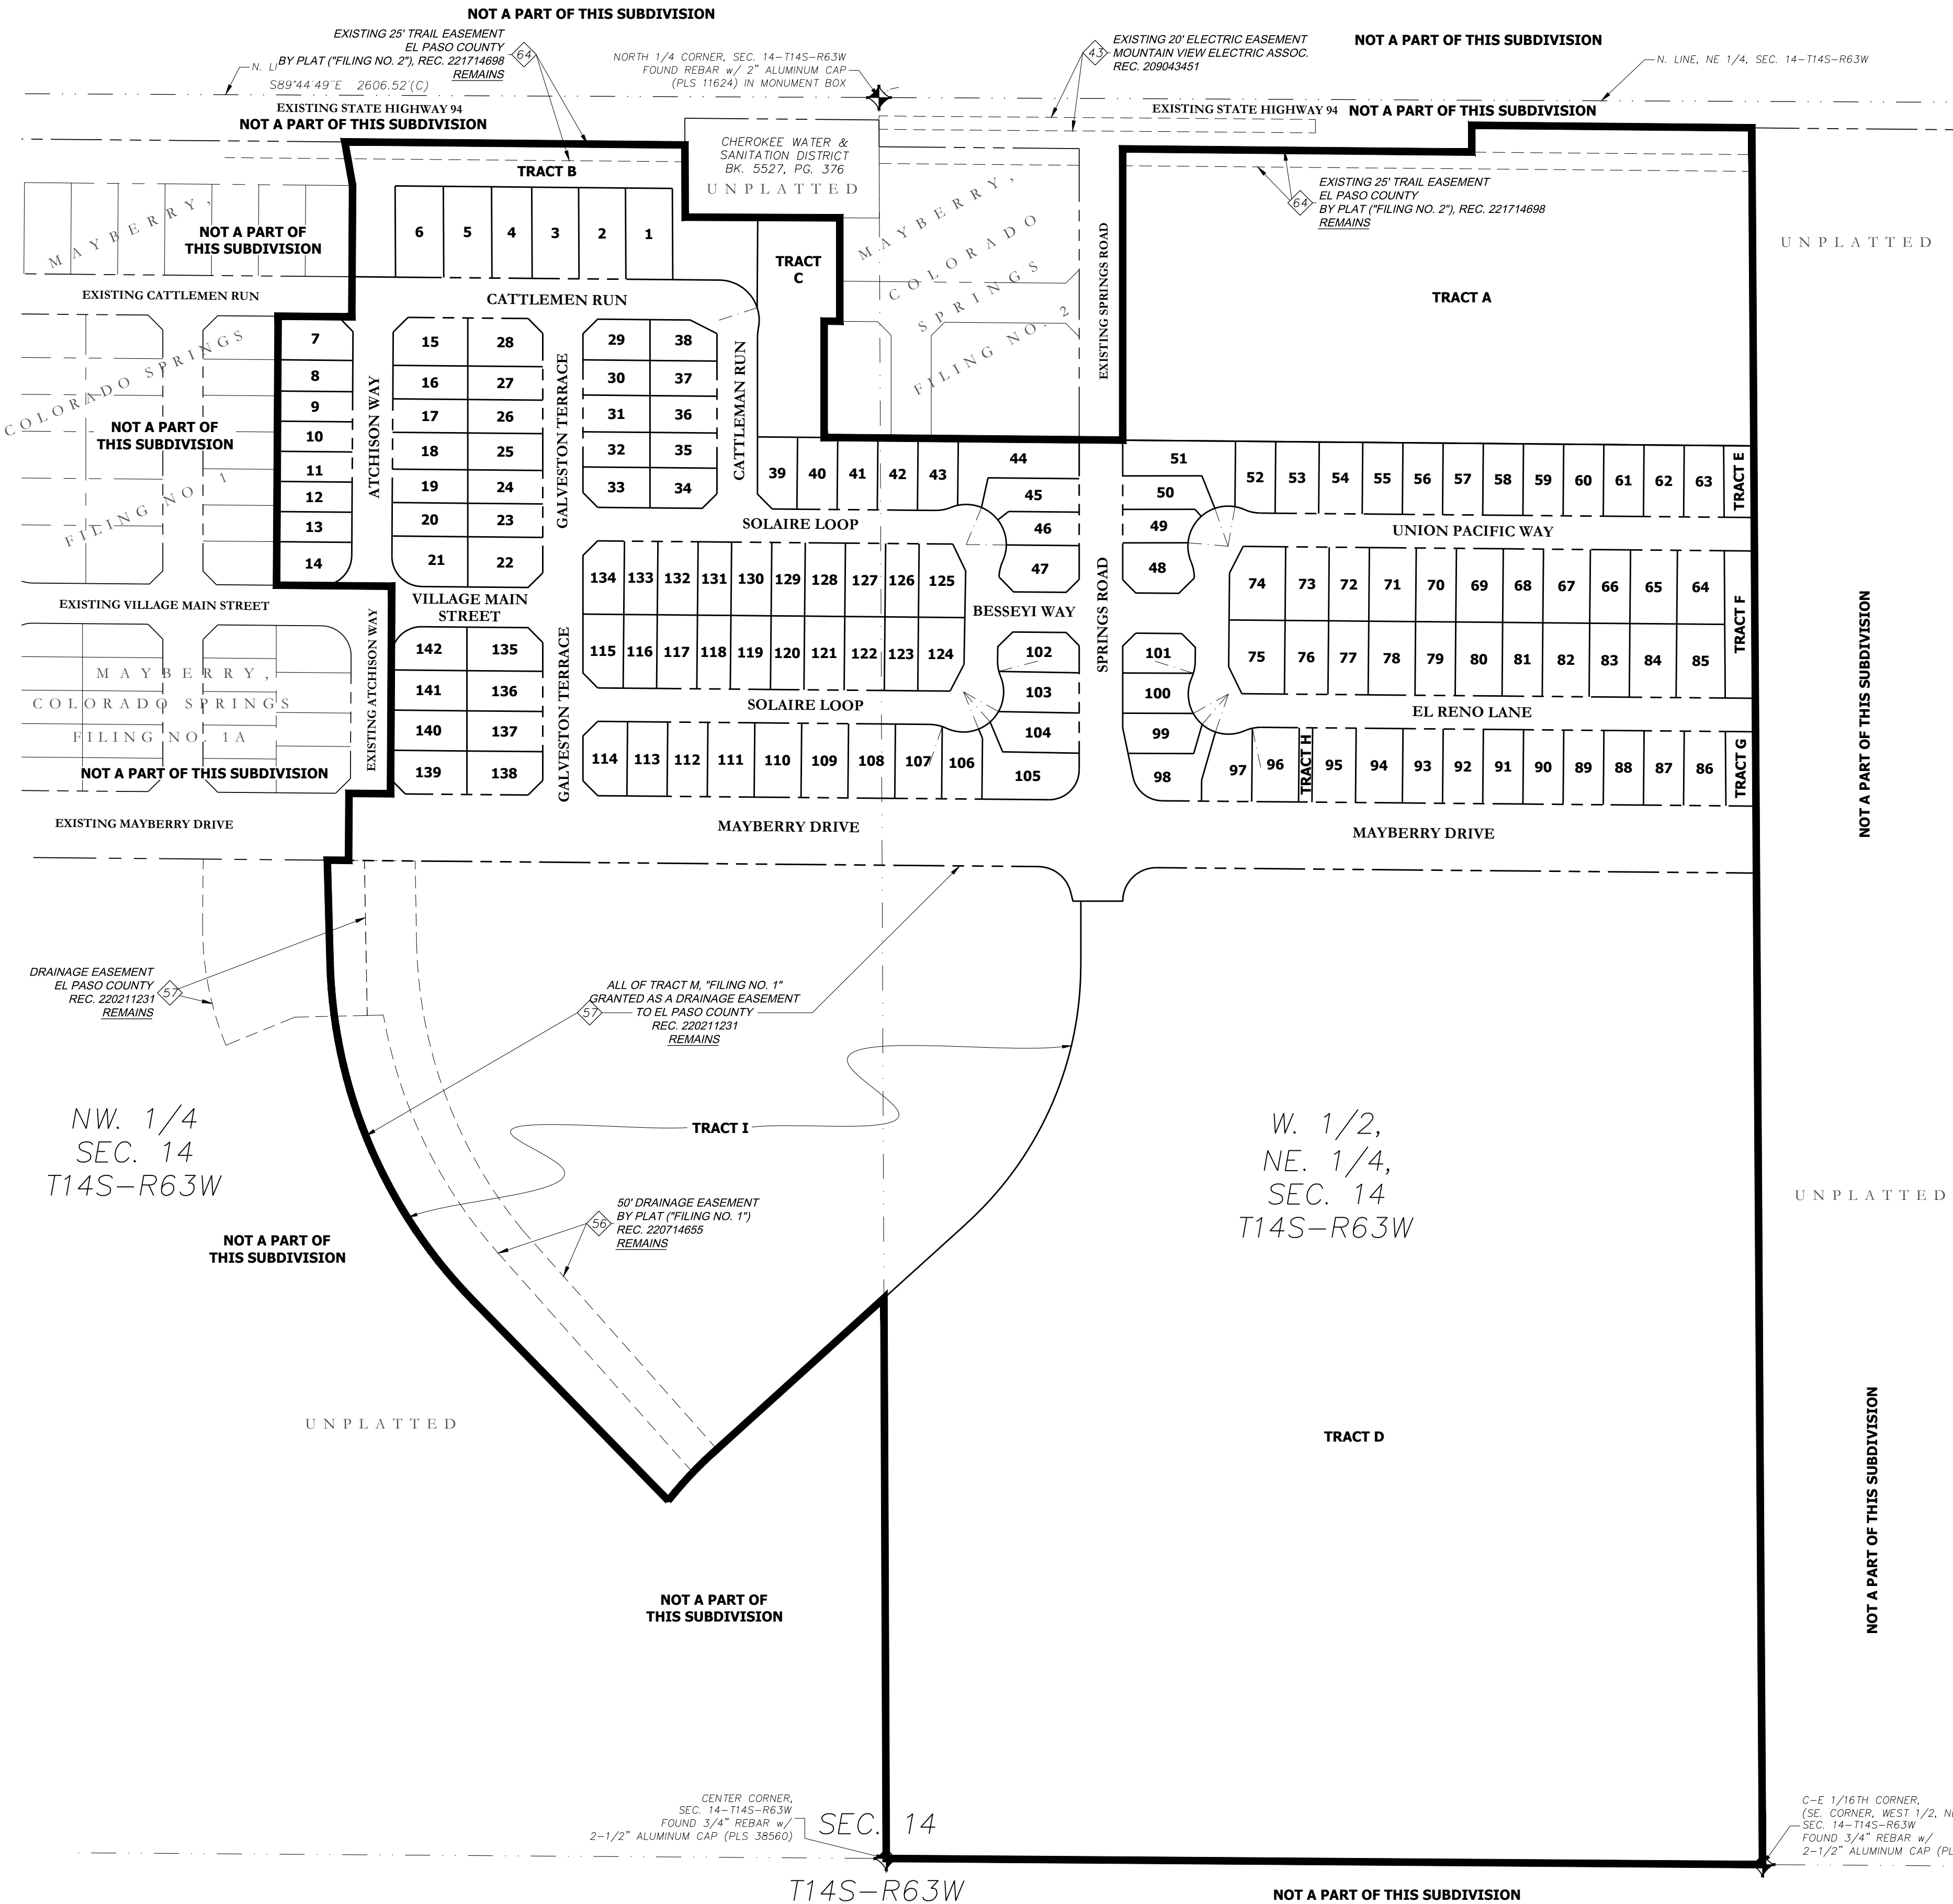 NOT A PART OF THIS SUBDIVISION
EXISTING 25' TRAIL EASEMENT
EL PASO COUNTY
BY PLAT ("FILING NO. 2"), REC. 221714698
REMAINS
64
N. LI
S89°44'49"E 2606.52'(C)
NORTH 1/4 CORNER, SEC. 14-T14S-R63W
FOUND REBAR w/ 2" ALUMINUM CAP
(PLS 11624) IN MONUMENT BOX
43
EXISTING 20' ELECTRIC EASEMENT
MOUNTAIN VIEW ELECTRIC ASSOC.
REC. 209043451
NOT A PART OF THIS SUBDIVISION
N. LINE, NE 1/4, SEC. 14-T14S-R63W
EXISTING STATE HIGHWAY 94
NOT A PART OF THIS SUBDIVISION
EXISTING STATE HIGHWAY 94
NOT A PART OF THIS SUBDIVISION
CHEROKEE WATER &
SANITATION DISTRICT
BK. 5527, PG. 376
UNPLATTED
TRACT B
64
EXISTING 25' TRAIL EASEMENT
EL PASO COUNTY
BY PLAT ("FILING NO. 2"), REC. 221714698
REMAINS
MAYBERRY,
NOT A PART OF
THIS SUBDIVISION
6 5 4 3 2 1
TRACT
C
MAYBERRY,
COLORADO
SPRINGS
FILING NO. 2
EXISTING SPRINGS ROAD
TRACT A
UNPLATTED
EXISTING CATTLEMEN RUN
CATTLEMEN RUN
COLORADO SPRINGS
NOT A PART OF
THIS SUBDIVISION
FILING NO. 1
7
8
9
10
11
12
13
14
ATCHISON WAY
15 28
16 27
17 26
18 25
19 24
20 23
21 22
GALVESTON TERRACE
29 38
30 37
31 36
32 35
33 34
CATTLEMAN RUN
39 40 41 42 43
44
45
46
47
51
50
49
48
52 53 54 55 56 57 58 59 60 61 62 63
TRACT E
SOLAIRE LOOP
UNION PACIFIC WAY
134 133 132 131 130 129 128 127 126 125
74 73 72 71 70 69 68 67 66 65 64
TRACT F
EXISTING VILLAGE MAIN STREET
VILLAGE MAIN
STREET
BESSEYI WAY
SPRINGS ROAD
NOT A PART OF THIS SUBDIVISION
MAYBERRY,
COLORADO SPRINGS
FILING NO. 1A
NOT A PART OF THIS SUBDIVISION
EXISTING ATCHISON WAY
142 135
141 136
140 137
139 138
GALVESTON TERRACE
115 116 117 118 119 120 121 122 123 124
102
103
104
105
101
100
99
98
75 76 77 78 79 80 81 82 83 84 85
SOLAIRE LOOP
EL RENO LANE
114 113 112 111 110 109 108 107 106
97 96
TRACT H
95 94 93 92 91 90 89 88 87 86
TRACT G
EXISTING MAYBERRY DRIVE
MAYBERRY DRIVE
MAYBERRY DRIVE
DRAINAGE EASEMENT
EL PASO COUNTY
REC. 220211231
REMAINS
57
57
ALL OF TRACT M, "FILING NO. 1"
GRANTED AS A DRAINAGE EASEMENT
TO EL PASO COUNTY
REC. 220211231
REMAINS
NW. 1/4
SEC. 14
T14S-R63W
TRACT I
W. 1/2,
NE. 1/4,
SEC. 14
T14S-R63W
UNPLATTED
56
50' DRAINAGE EASEMENT
BY PLAT ("FILING NO. 1")
REC. 220714655
REMAINS
NOT A PART OF
THIS SUBDIVISION
UNPLATTED
TRACT D
NOT A PART OF THIS SUBDIVISION
NOT A PART OF
THIS SUBDIVISION
CENTER CORNER,
SEC. 14-T14S-R63W
FOUND 3/4" REBAR w/
2-1/2" ALUMINUM CAP (PLS 38560)
SEC. 14
T14S-R63W
C-E 1/16TH CORNER,
(SE. CORNER, WEST 1/2,
SEC. 14-T14S-R63W
FOUND 3/4" REBAR w/
2-1/2" ALUMINUM CAP
NOT A PART OF THIS SUBDIVISION